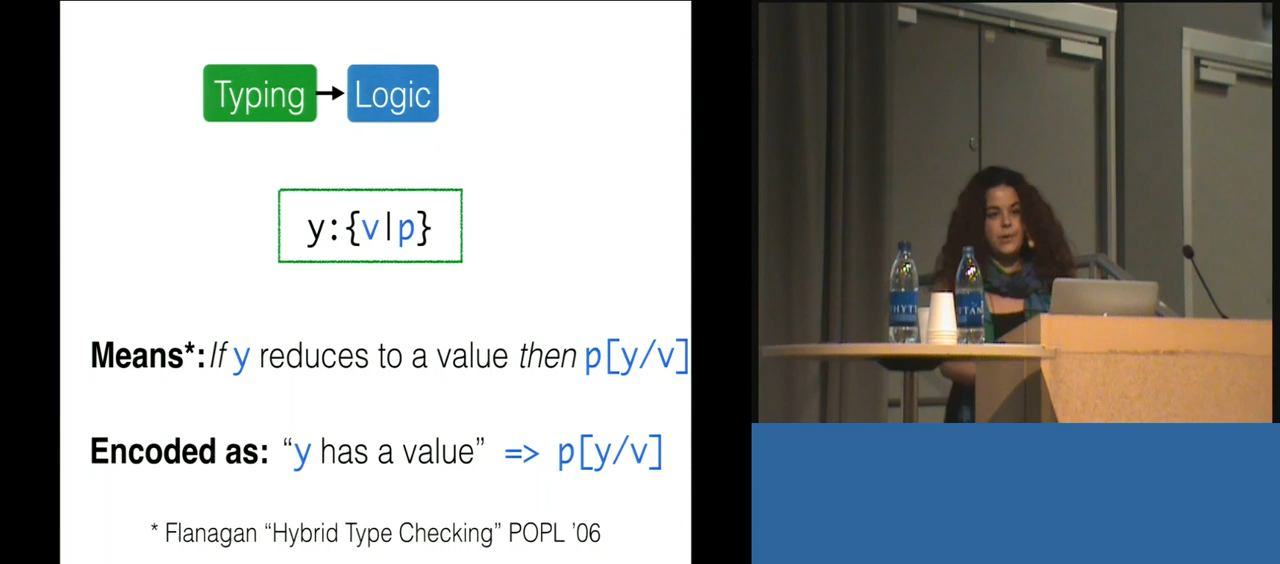 Typing
Logic
y:{v|p}
Means*: If y reduces to a value then p[y/v]
Encoded as: “y has a value” => p[y/v]
* Flanagan “Hybrid Type Checking” POPL ’06